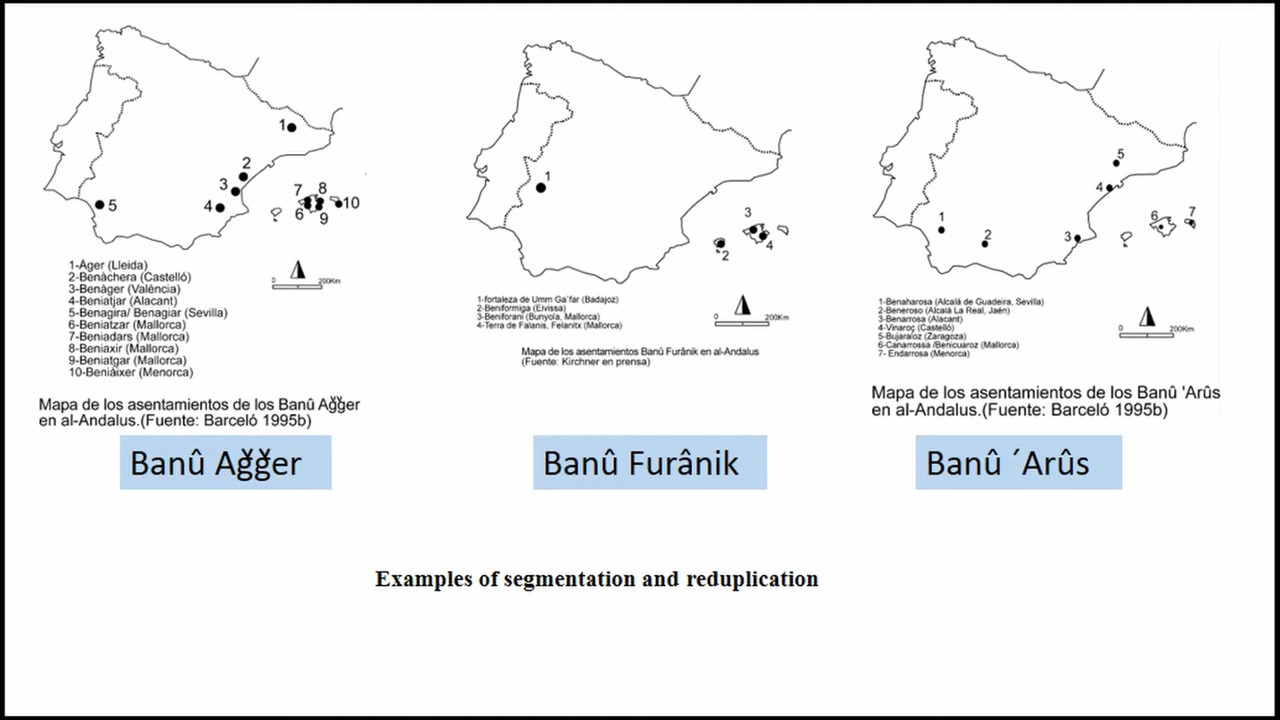 1
2
3
4
5
6
7
8
9
10
0 200Km
1-Àger (Lleida)
2-Benàchera (Castelló)
3-Benàger (València)
4-Beniatjar (Alacant)
5-Benagira/ Benagiar (Sevilla)
6-Beniatzar (Mallorca)
7-Beniadars (Mallorca)
8-Beniaxir (Mallorca)
9-Beniatgar (Mallorca)
10-Beniàixer (Menorca)
Mapa de los asentamientos de los Banû Ağğer
en al-Andalus.(Fuente: Barceló 1995b)
Banû Ağğer
1
2
3
4
0 200Km
1-fortaleza de Umm Ga´far (Badajoz)
2-Beniformiga (Eivissa)
3-Beniforani (Bunyola, Mallorca)
4-Terra de Falanis, Felanitx (Mallorca)
Mapa de los asentamientos Banû Furânik en al-Andalus
(Fuente: Kirchner en prensa)
Banû Furânik
1
2
3
4
5
6
7
0 200Km
1-Benaharosa (Alcalá de Guadeira, Sevilla)
2-Beneroso (Alcalá La Real, Jaén)
3-Benarrosa (Alacant)
4-Vinaroç (Castelló)
5-Bujaraloz (Zaragoza)
6-Canarrossa /Benicuaroz (Mallorca)
7- Endarrosa (Menorca)
Mapa de los asentamientos de los Banû 'Arûs
en al-Andalus.(Fuente: Barceló 1995b)
Banû ´Arûs
Examples of segmentation and reduplication